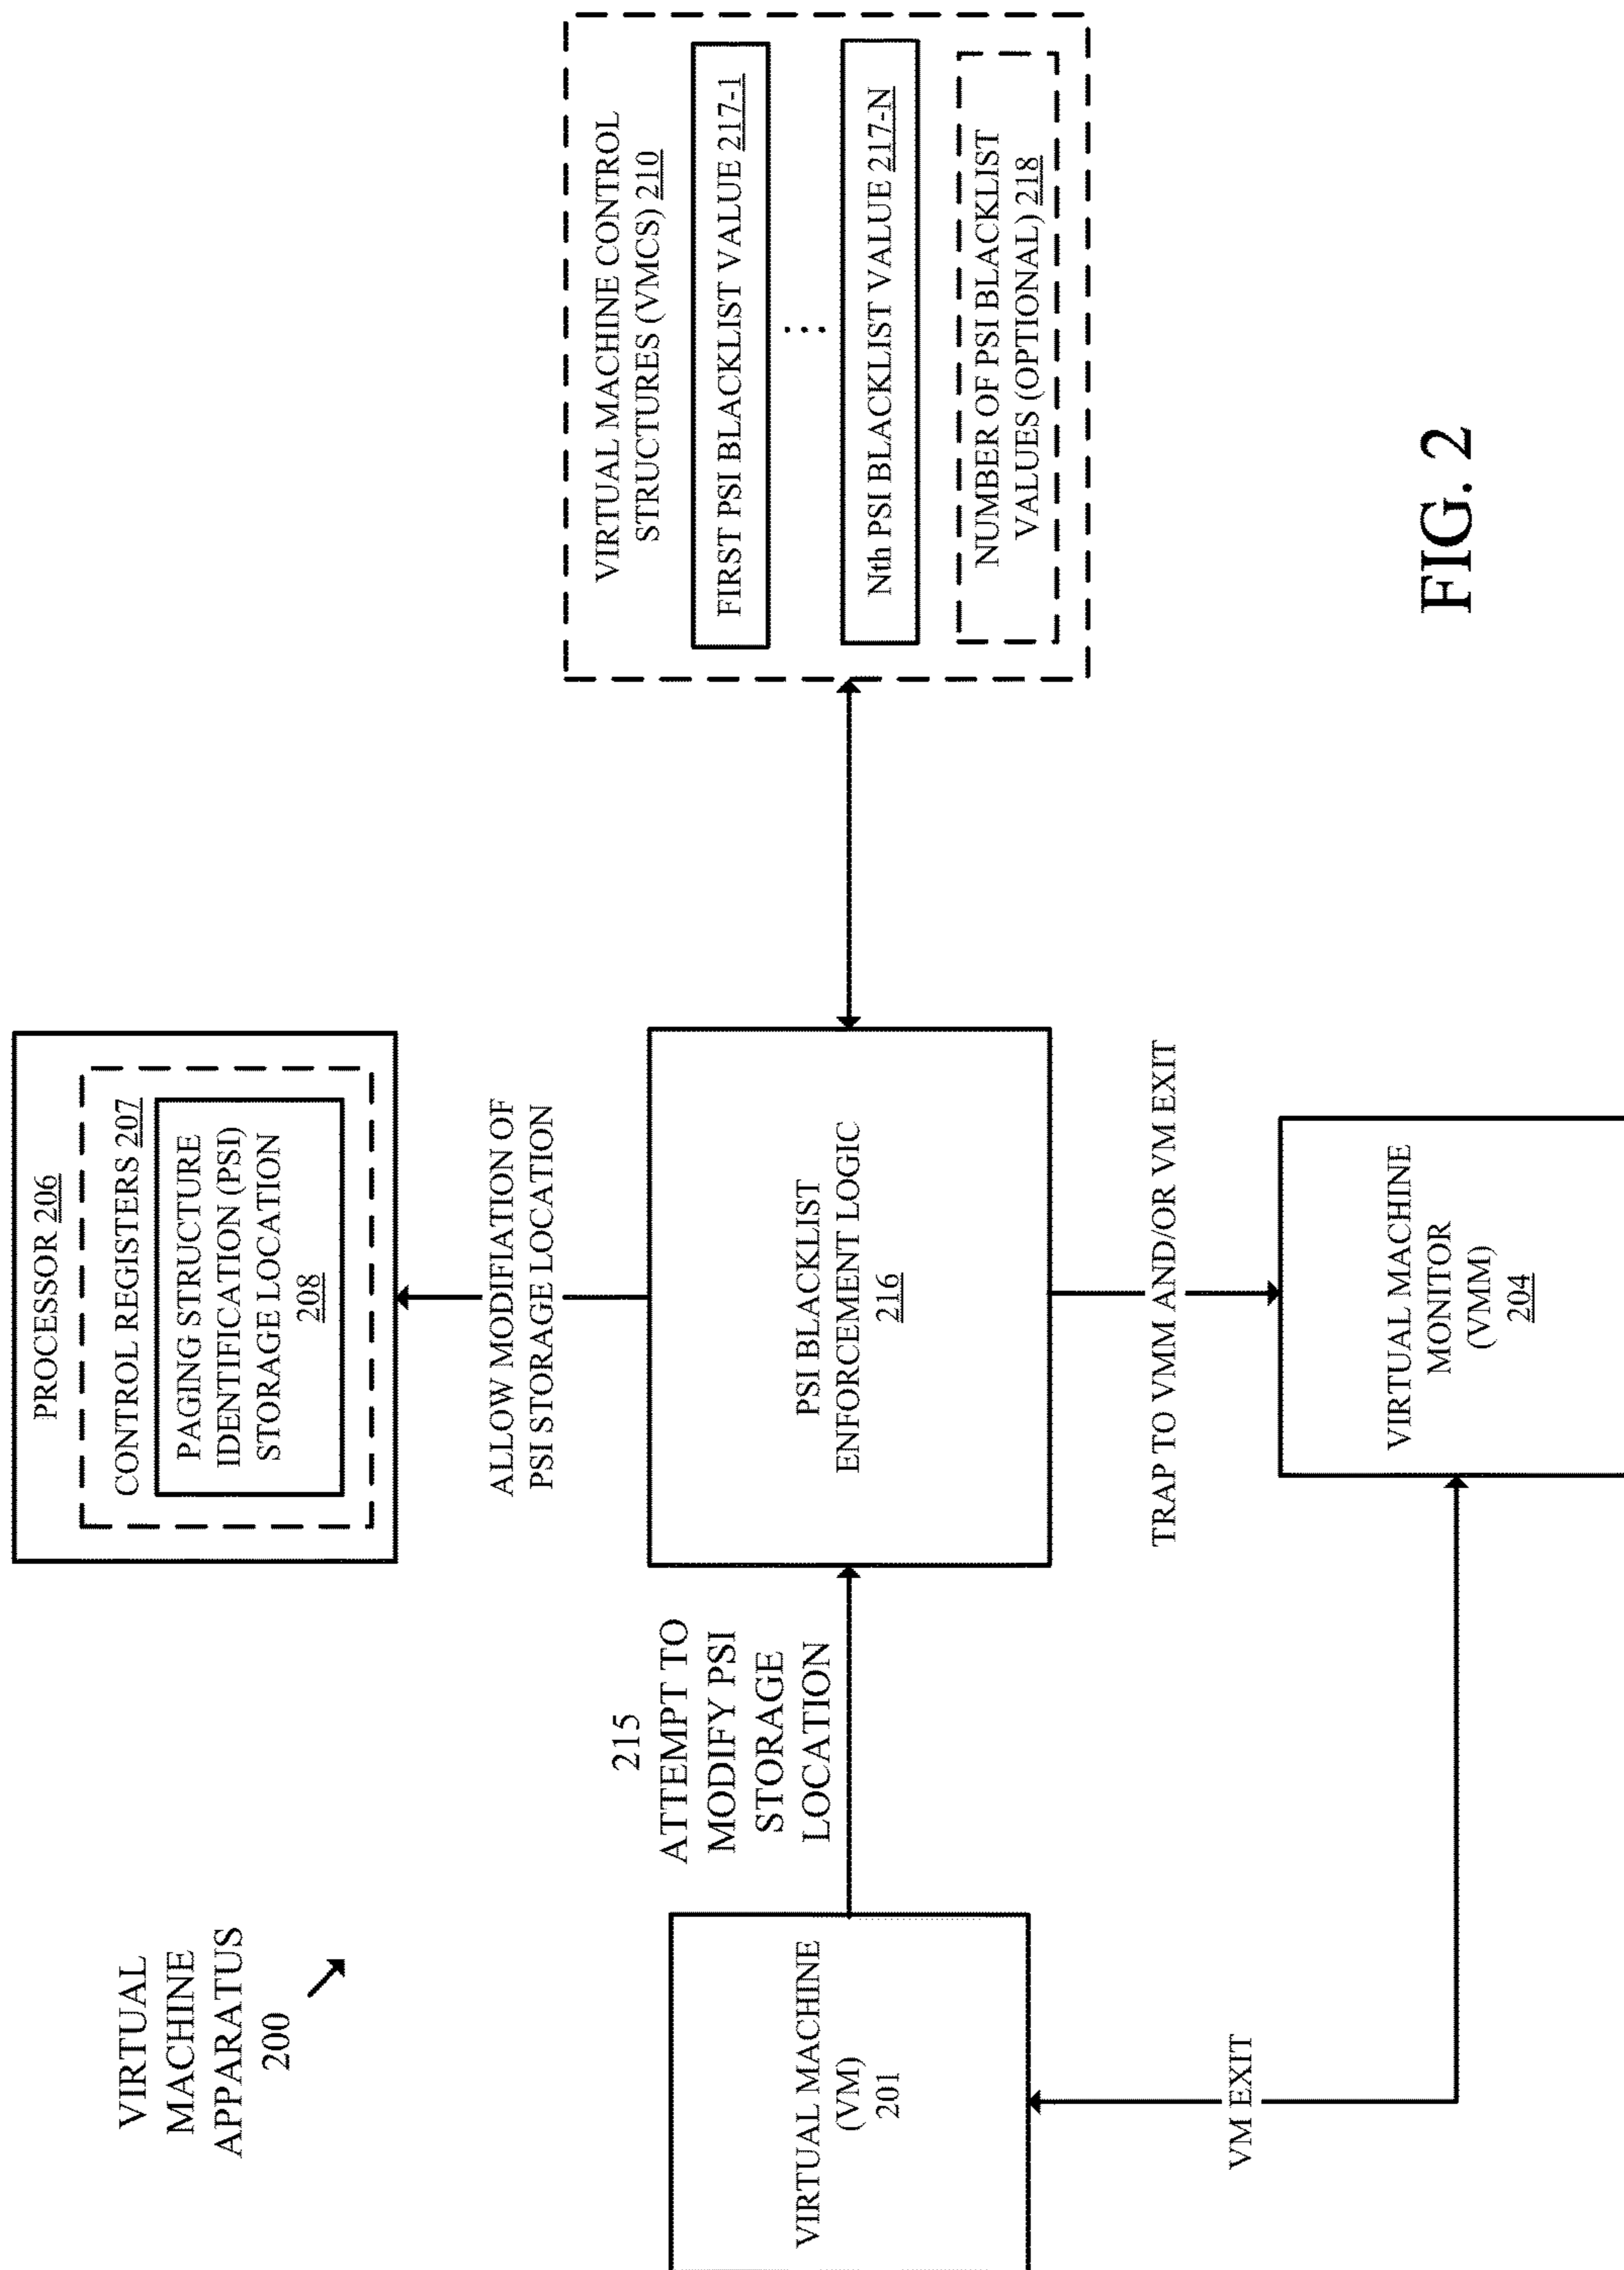 VIRTUAL
MACHINE
APPARATUS
200
PROCESSOR 206
CONTROL REGISTERS 207
PAGING STRUCTURE
IDENTIFICATION (PSI)
STORAGE LOCATION
208
ALLOW MODIFIATION OF
PSI STORAGE LOCATION
VIRTUAL MACHINE
(VM)
201
215
ATTEMPT TO
MODIFY PSI
STORAGE
LOCATION
PSI BLACKLIST
ENFORCEMENT LOGIC
216
VIRTUAL MACHINE CONTROL
STRUCTURES (VMCS) 210
FIRST PSI BLACKLIST VALUE 217-1
...
Nth PSI BLACKLIST VALUE 217-N
NUMBER OF PSI BLACKLIST
VALUES (OPTIONAL) 218
TRAP TO VMM AND/OR VM EXIT
VM EXIT
VIRTUAL MACHINE
MONITOR
(VMM)
204
FIG. 2